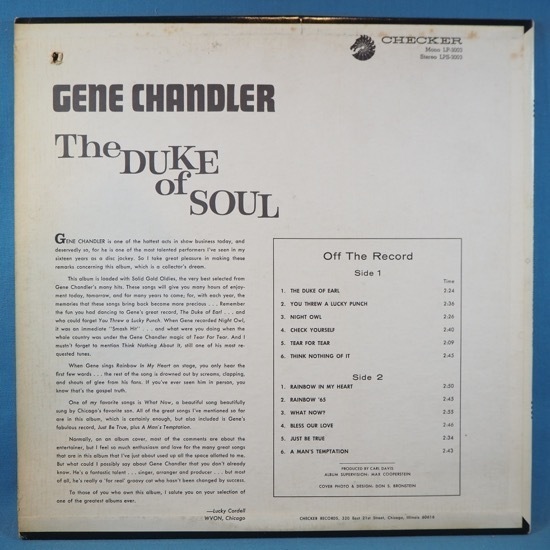 CHECKER
Mono LP-3003
Stereo LPS-3003
GENE CHANDLER
The DUKE
of SOUL
GENE CHANDLER is one of the hottest acts in show business today, and
deservedly so, for he is one of the most talented performers I've seen in my
sixteen years as a disc jockey. So I take great pleasure in making these
remarks concerning this album, which is a collector's dream.
This album is loaded with Solid Gold Oldies, the very best selected from
Gene Chandler's many hits. These songs will give you many hours of enjoy-
ment today, tomorrow, and for many years to come; for, with each year, the
memories that these songs bring back become more precious . . . Remember
the fun you had dancing to Gene's great record, The Duke of Earl . . . and
who could forget You Threw a Lucky Punch. When Gene recorded Night Owl,
it was an immediate "Smash Hit" . . . and what were you doing when the
whole country was under the Gene Chandler magic of Tear For Tear. And I
mustn't forget to mention Think Nothing About It, still one of his most re-
quested tunes.
When Gene sings Rainbow In My Heart on stage, you only hear the
first few words . . . the rest of the song is drowned out by screams, clapping,
and shouts of glee from his fans. If you've ever seen him in person, you
know that's the gospel truth.
One of my favorite songs is What Now, a beautiful song beautifully
sung by Chicago's favorite son. All of the great songs I've mentioned so far
are in this album, which is certainly enough, but also included is Gene's
fabulous record, Just Be True, plus A Man's Temptation.
Normally, on an album cover, most of the comments are about the
entertainer, but I feel so much enthusiasm and love for the many great songs
that are in this album that I've just about used up all the space allotted to me.
But what could I possibly say about Gene Chandler that you don't already
know. He's a fantastic talent . . . singer, arranger and producer . . . but most
of all, he's really a 'for real' groovy cat who hasn't been changed by success.
To those of you who own this album, I salute you on your selection of
one of the greatest albums ever.
—Lucky Cordell
WVON, Chicago
Off The Record
Side 1
Time
1. THE DUKE OF EARL 2:24
2. YOU THREW A LUCKY PUNCH 2:36
3. NIGHT OWL 2:26
4. CHECK YOURSELF 2:40
5. TEAR FOR TEAR 2:09
6. THINK NOTHING OF IT 2:43
Side 2
1. RAINBOW IN MY HEART 2:50
2. RAINBOW '65 2:45
3. WHAT NOW? 2:55
4. BLESS OUR LOVE 2:46
5. JUST BE TRUE 2:34
6. A MAN'S TEMPTATION 2:43
PRODUCED BY CARL DAVIS
ALBUM SUPERVISION: MAX COOPERSTEIN
COVER PHOTO & DESIGN: DON S. BRONSTEIN
CHECKER RECORDS, 320 East 21st Street, Chicago, Illinois 60616